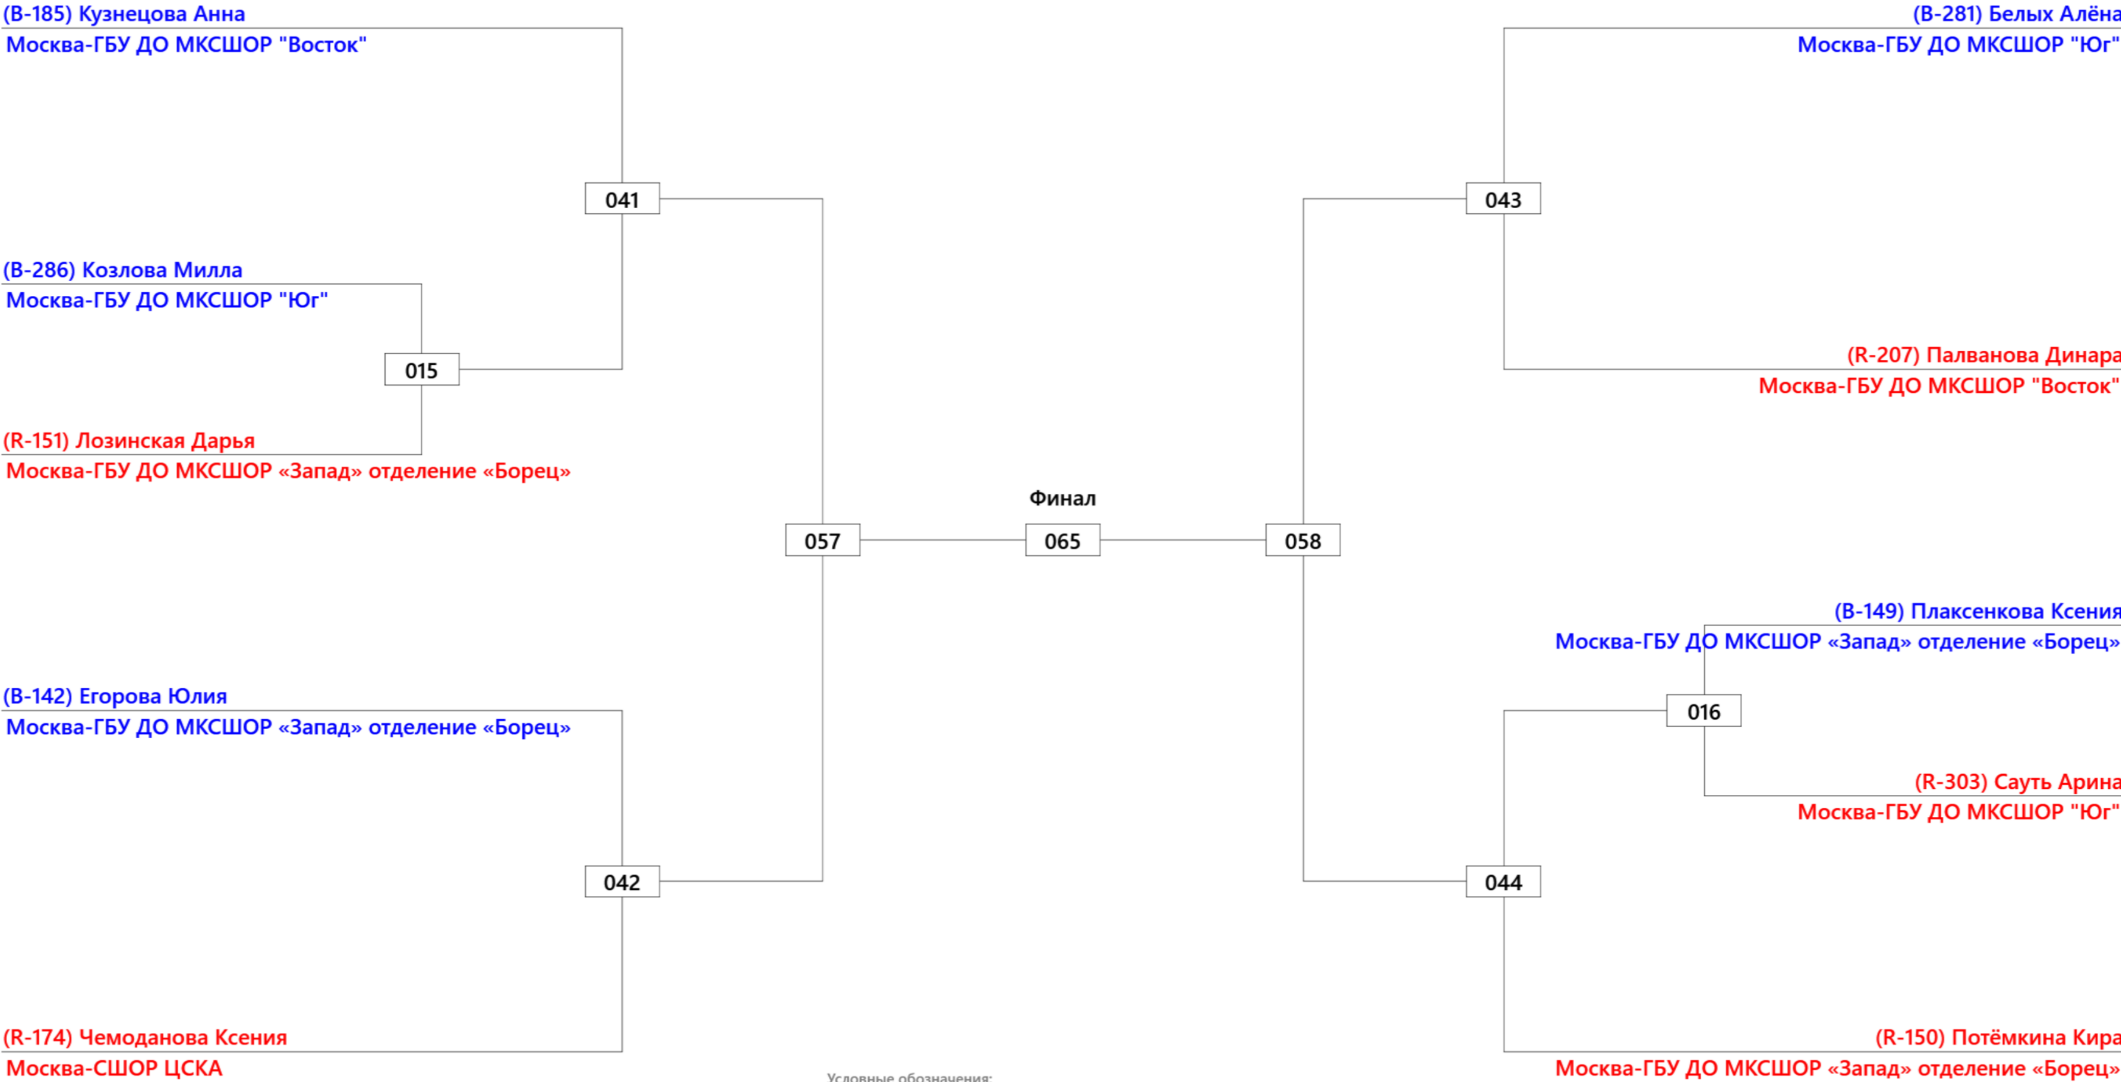 (B-185) Кузнецова Анна
Москва-ГБУ ДО МКСШОР "Восток"
041
(B-286) Козлова Милла
Москва-ГБУ ДО МКСШОР "Юг"
015
(R-151) Лозинская Дарья
Москва-ГБУ ДО МКСШОР «Запад» отделение «Борец»
057
(B-142) Егорова Юлия
Москва-ГБУ ДО МКСШОР «Запад» отделение «Борец»
042
(R-174) Чемоданова Ксения
Москва-СШОР ЦСКА
Финал
065
(B-281) Белых Алёна
Москва-ГБУ ДО МКСШОР "Юг"
043
(R-207) Палванова Динара
Москва-ГБУ ДО МКСШОР "Восток"
058
(B-149) Плаксенкова Ксения
Москва-ГБУ ДО МКСШОР «Запад» отделение «Борец»
016
(R-303) Сауть Арина
Москва-ГБУ ДО МКСШОР "Юг"
044
(R-150) Потёмкина Кира
Москва-ГБУ ДО МКСШОР «Запад» отделение «Борец»
Условные обозначения: